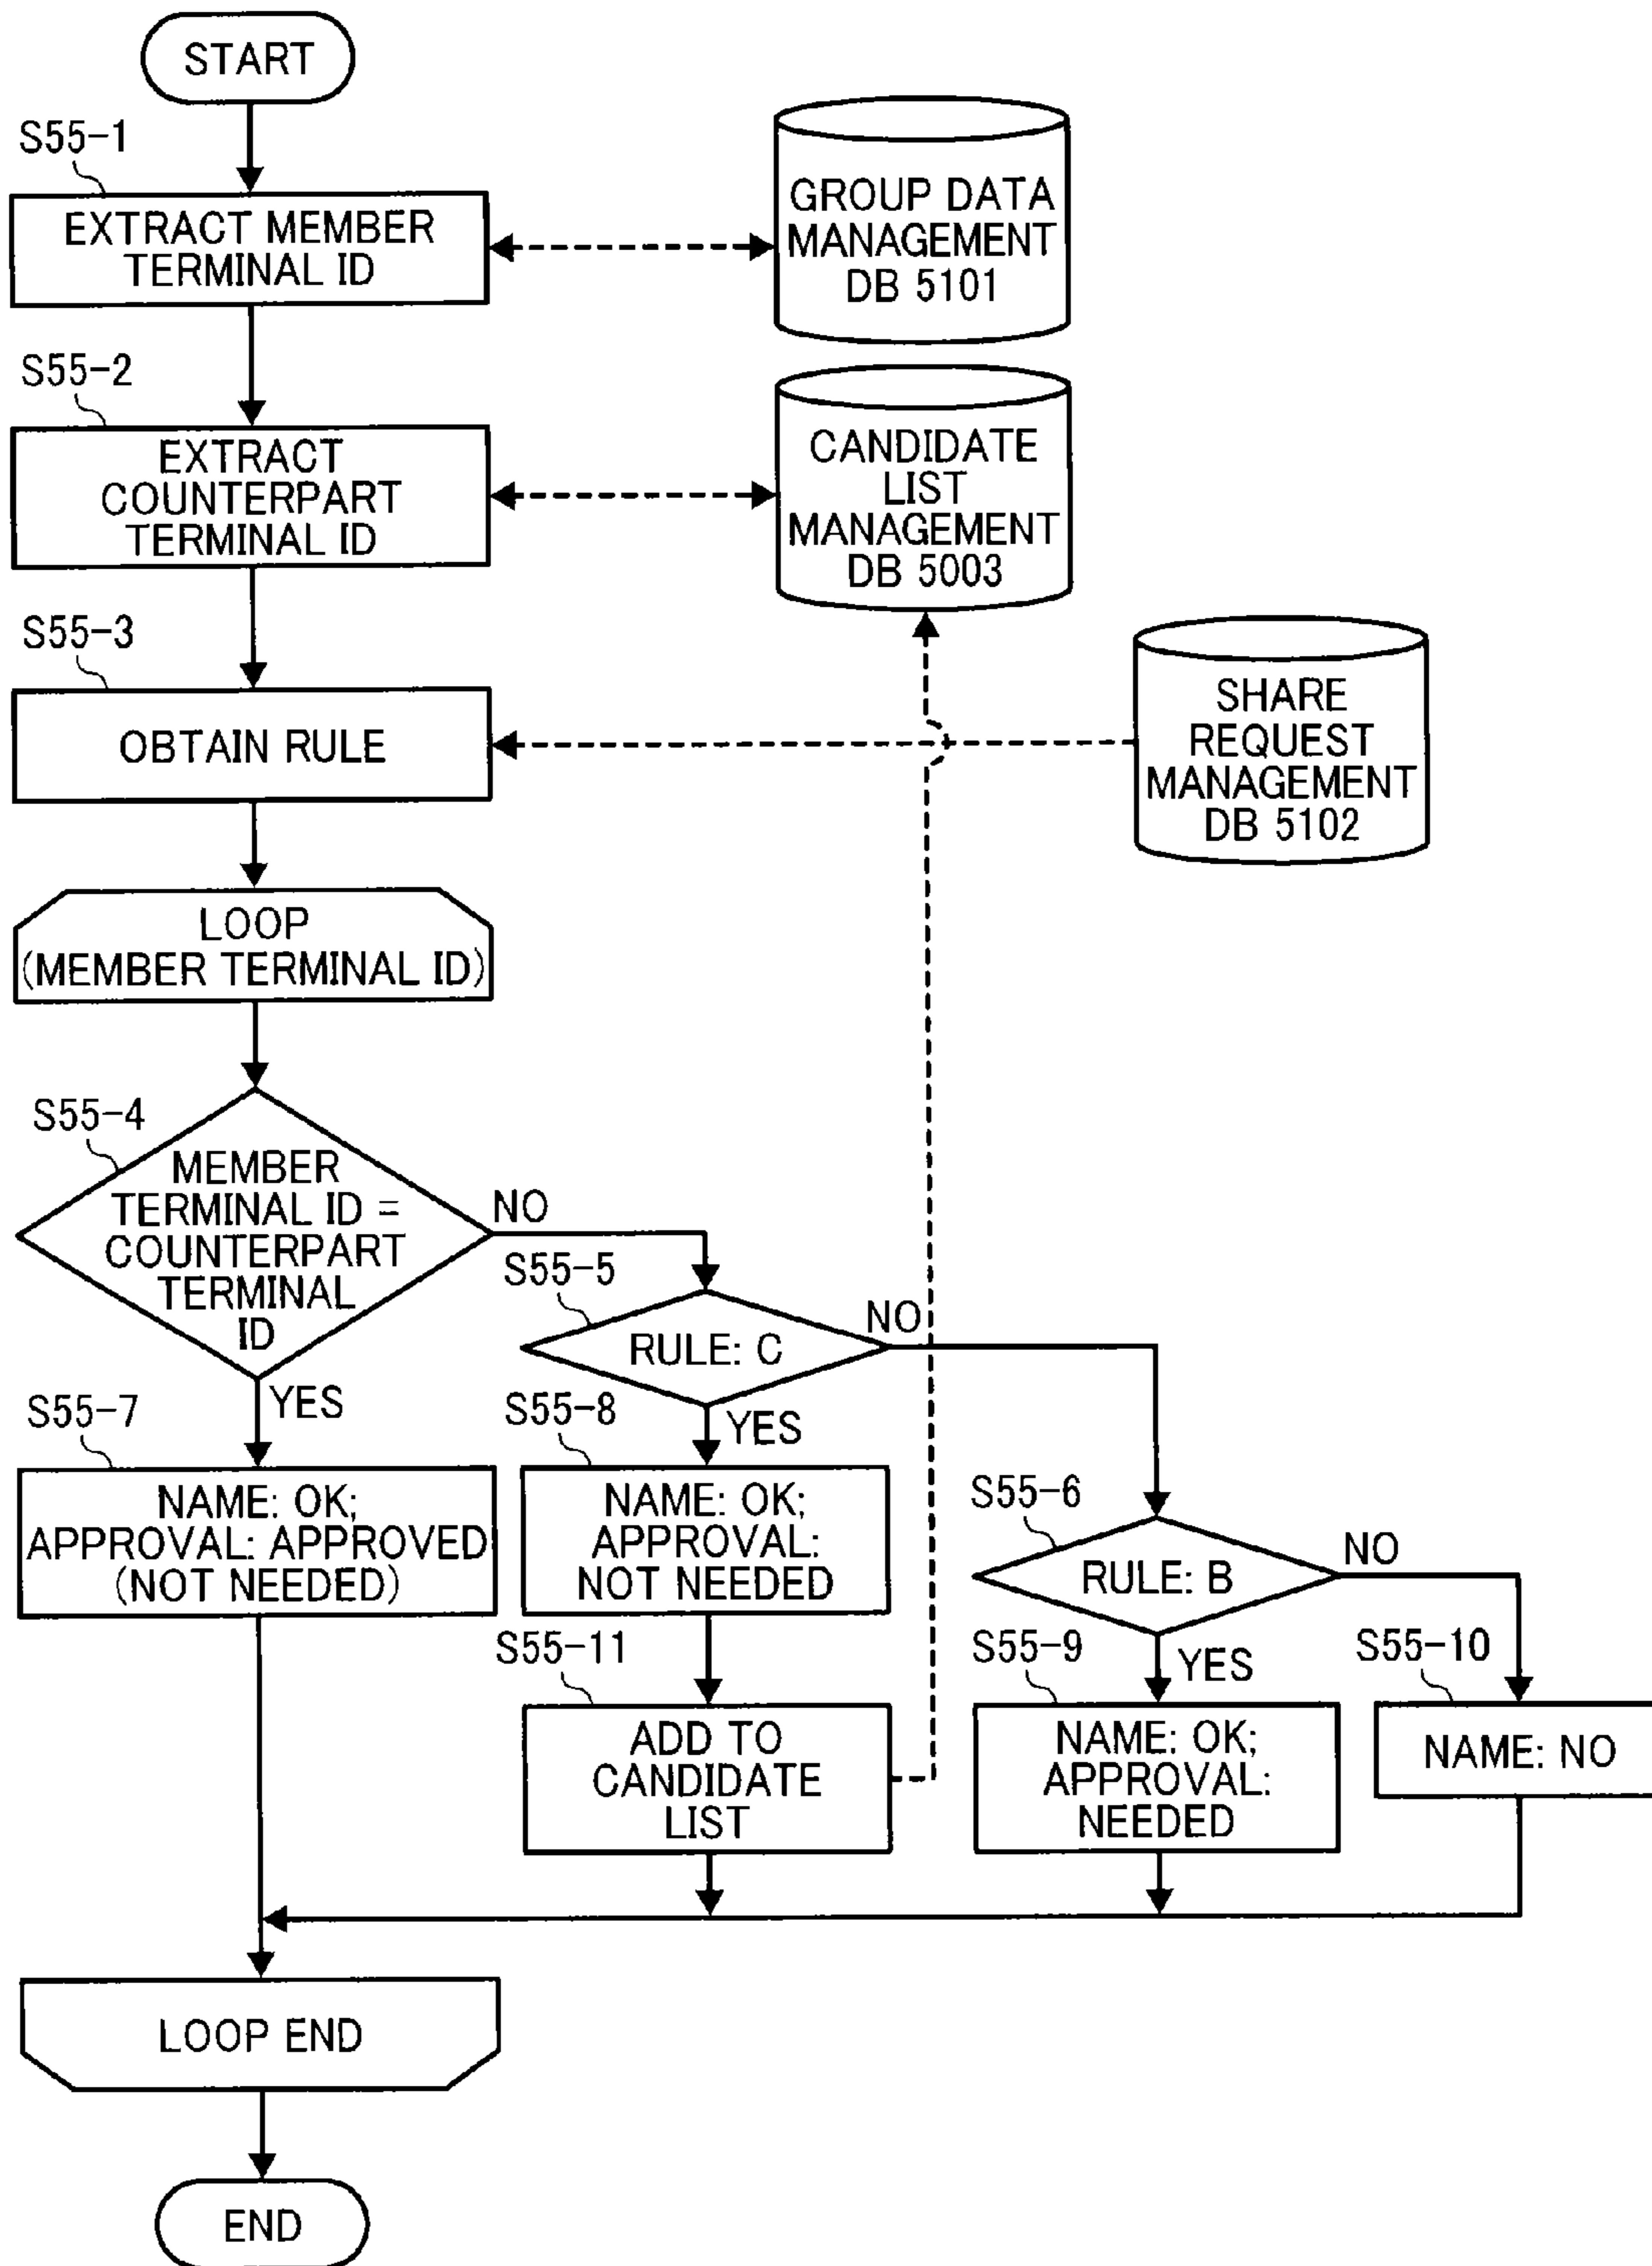 START
S55-1
EXTRACT MEMBER
TERMINAL ID
GROUP DATA
MANAGEMENT
DB 5101
S55-2
EXTRACT
COUNTERPART
TERMINAL ID
CANDIDATE
LIST
MANAGEMENT
DB 5003
S55-3
OBTAIN RULE
SHARE
REQUEST
MANAGEMENT
DB 5102
LOOP
(MEMBER TERMINAL ID)
S55-4
MEMBER
TERMINAL ID =
COUNTERPART
TERMINAL
ID
NO
YES
S55-5
RULE: C
NO
YES
S55-6
RULE: B
NO
YES
S55-7
NAME: OK;
APPROVAL: APPROVED
(NOT NEEDED)
S55-8
NAME: OK;
APPROVAL:
NOT NEEDED
S55-11
ADD TO
CANDIDATE
LIST
S55-9
NAME: OK;
APPROVAL:
NEEDED
S55-10
NAME: NO
LOOP END
END